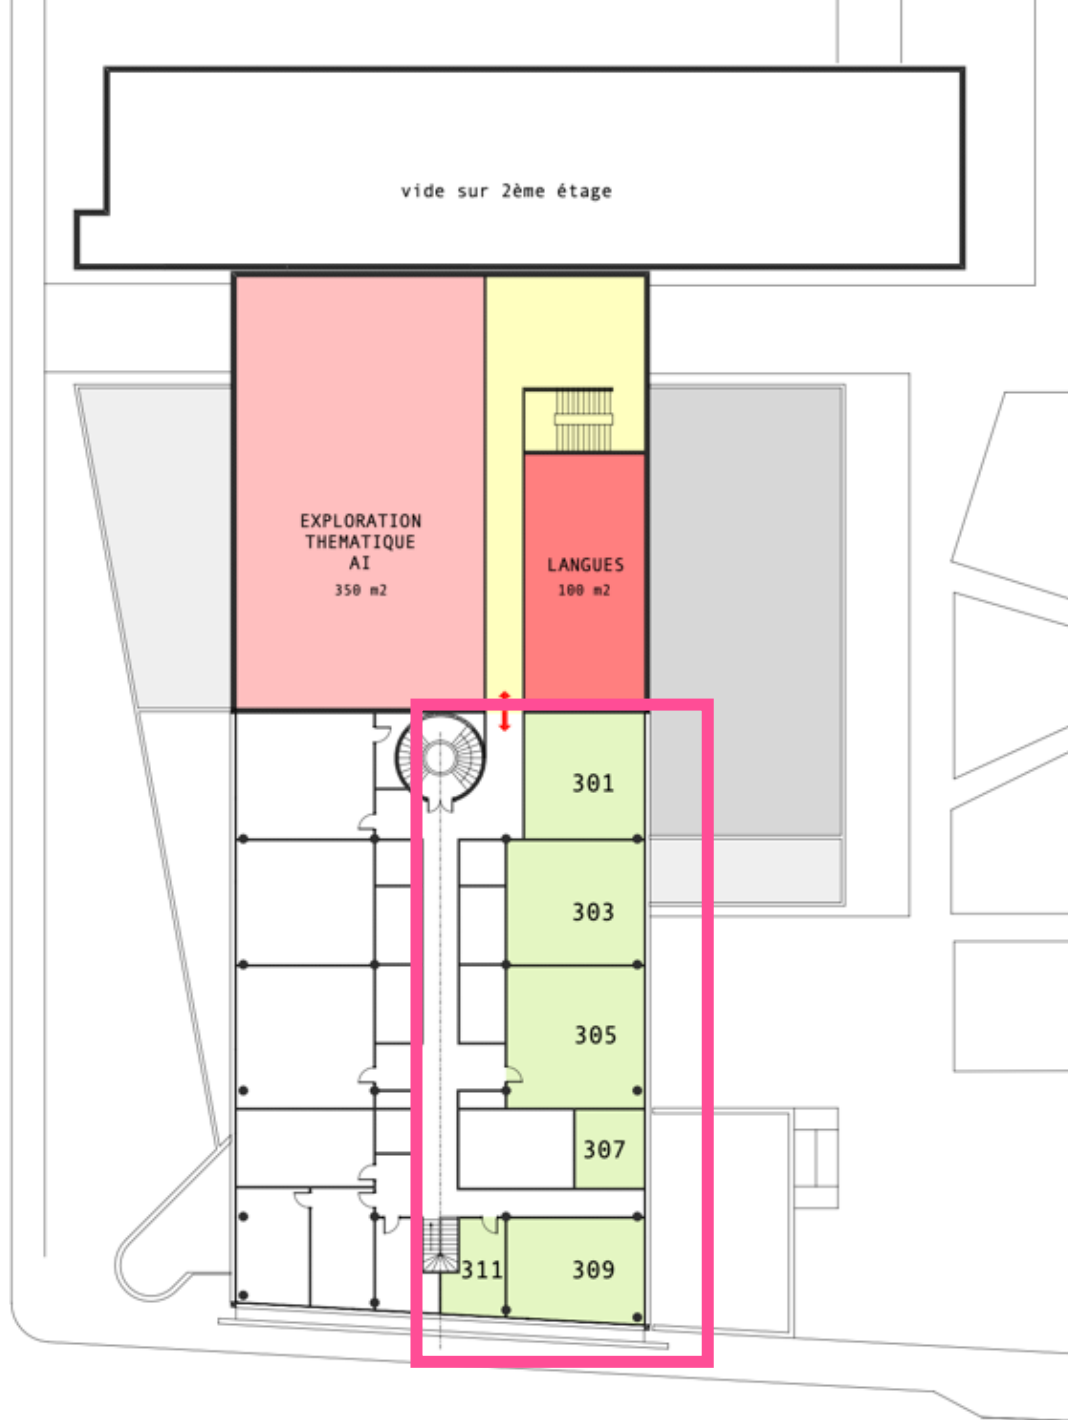 vide sur 2ème étage
EXPLORATION
THEMATIQUE
AI
350 m2
LANGUES
100 m2
301
303
305
307
311
309